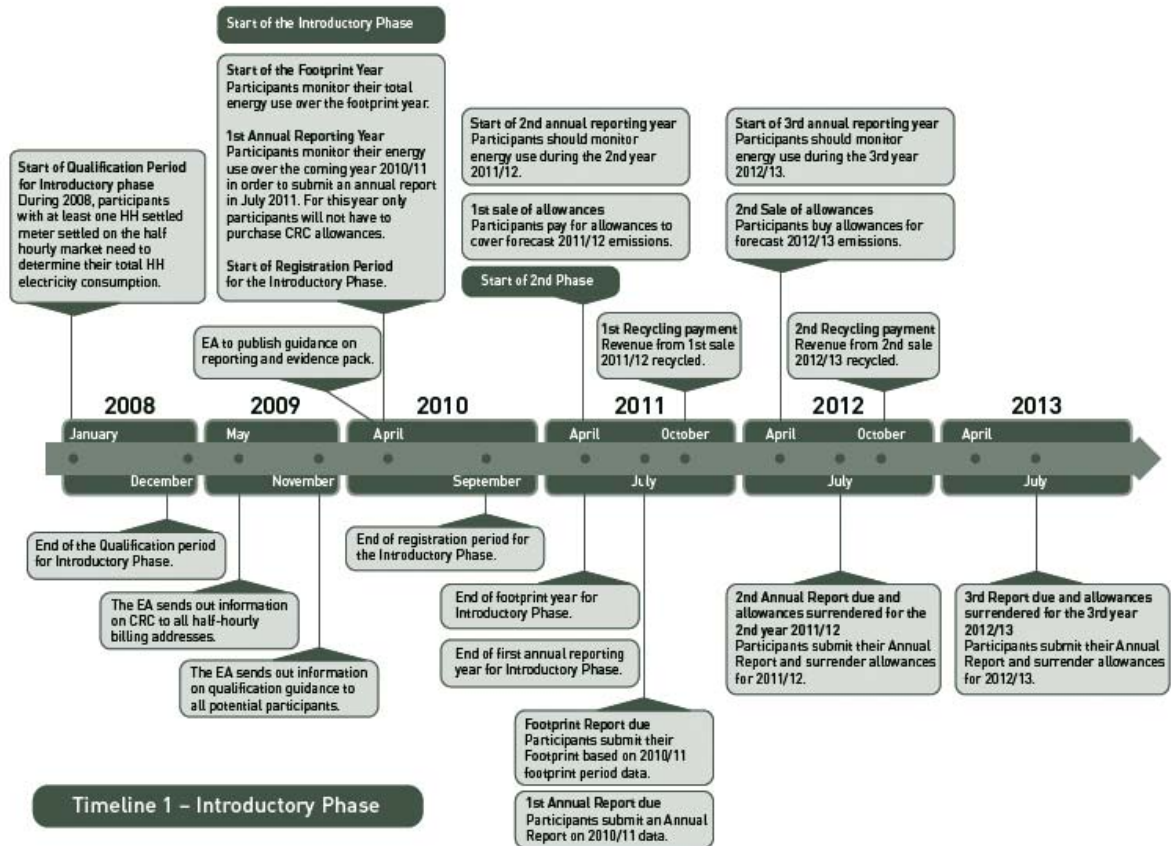 Start of the Introductory Phase
Start of the Footprint Year
Participants monitor their total
energy use over the footprint year.
1st Annual Reporting Year
Participants monitor their energy
use over the coming year 2010/11
in order to submit an annual report
in July 2011. For this year only
participants will not have to
purchase CRC allowances.
Start of Registration Period
for the Introductory Phase.
Start of Qualification Period
for Introductory phase
During 2008, participants
with at least one HH settled
meter settled on the half
hourly market need to
determine their total HH
electricity consumption.
Start of 2nd annual reporting year
Participants should monitor
energy use during the 2nd year
2011/12.
1st sale of allowances
Participants pay for allowances to
cover forecast 2011/12 emissions.
Start of 2nd Phase
Start of 3rd annual reporting year
Participants should monitor
energy use during the 3rd year
2012/13.
2nd Sale of allowances
Participants buy allowances for
forecast 2012/13 emissions.
EA to publish guidance on
reporting and evidence pack.
1st Recycling payment
Revenue from 1st sale
2011/12 recycled.
2nd Recycling payment
Revenue from 2nd sale
2012/13 recycled.
2008 2009 2010 2011 2012 2013
January May April April October April October April
December November September July July July
End of the Qualification period
for Introductory Phase.
The EA sends out information
on CRC to all half-hourly
billing addresses.
The EA sends out information
on qualification guidance to
all potential participants.
End of registration period for
the Introductory Phase.
End of footprint year for
Introductory Phase.
End of first annual reporting
year for Introductory Phase.
Footprint Report due
Participants submit their
Footprint based on 2010/11
footprint period data.
1st Annual Report due
Participants submit an Annual
Report on 2010/11 data.
2nd Annual Report due and
allowances surrendered for the
2nd year 2011/12
Participants submit their Annual
Report and surrender allowances
for 2011/12.
3rd Report due and allowances
surrendered for the 3rd year
2012/13
Participants submit their Annual
Report and surrender allowances
for 2012/13.
Timeline 1 – Introductory Phase